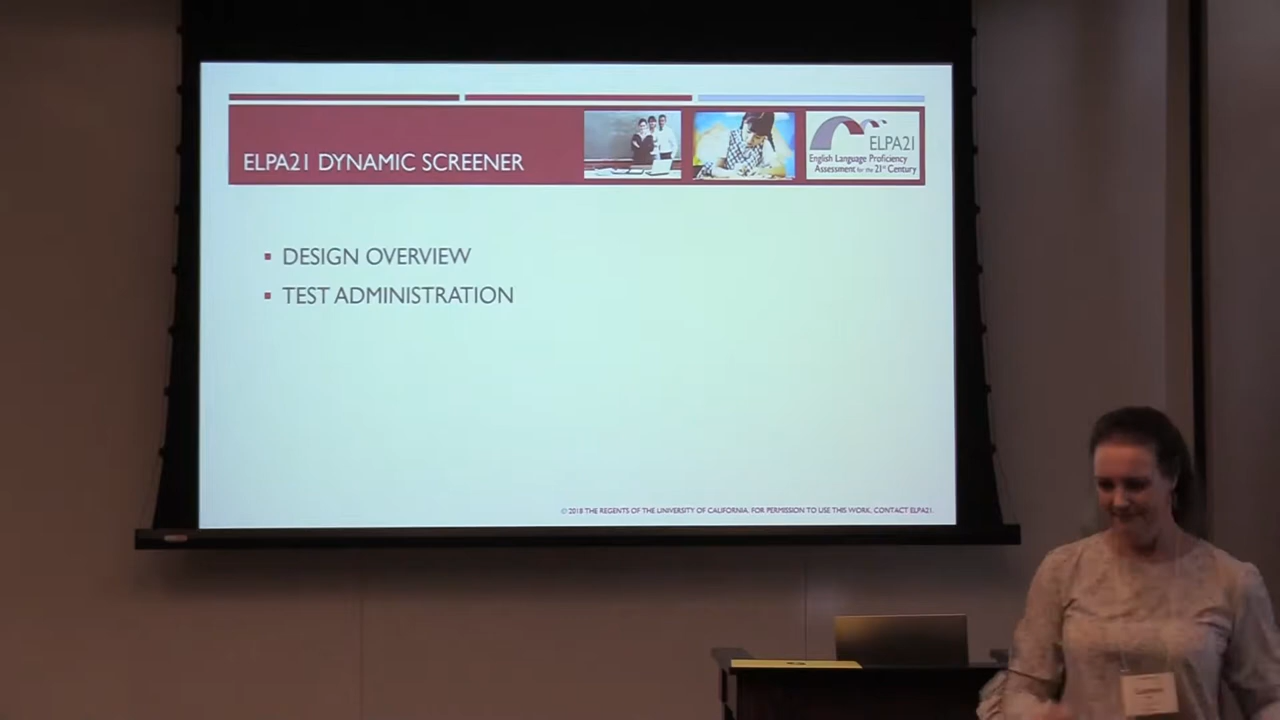 ELPA21 DYNAMIC SCREENER
ELPA21
English Language Proficiency
Assessment for the 21st Century
▪ DESIGN OVERVIEW
▪ TEST ADMINISTRATION
© 2018 THE REGENTS OF THE UNIVERSITY OF CALIFORNIA. FOR PERMISSION TO USE THIS WORK, CONTACT ELPA21.